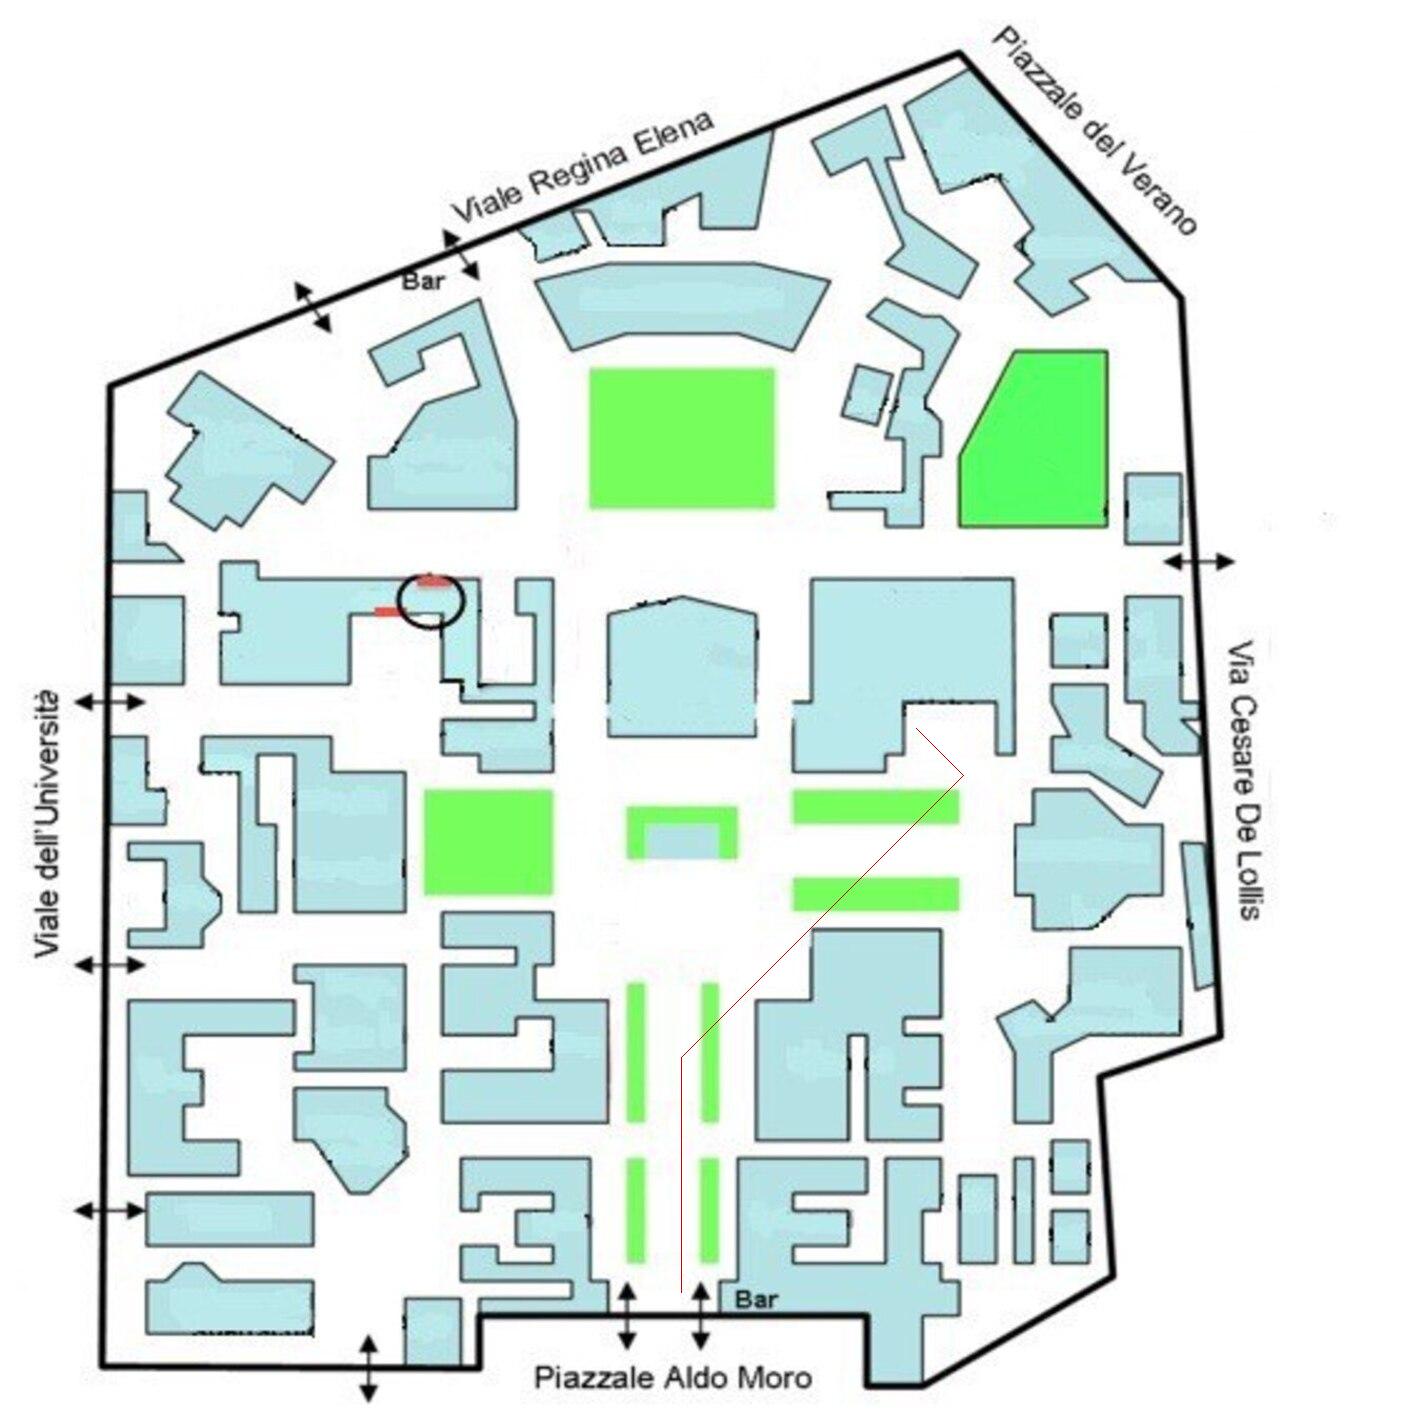 Piazzale del Verano
Viale Regina Elena
Bar
Via Cesare De Lollis
Viale dell'Università
Bar
Piazzale Aldo Moro